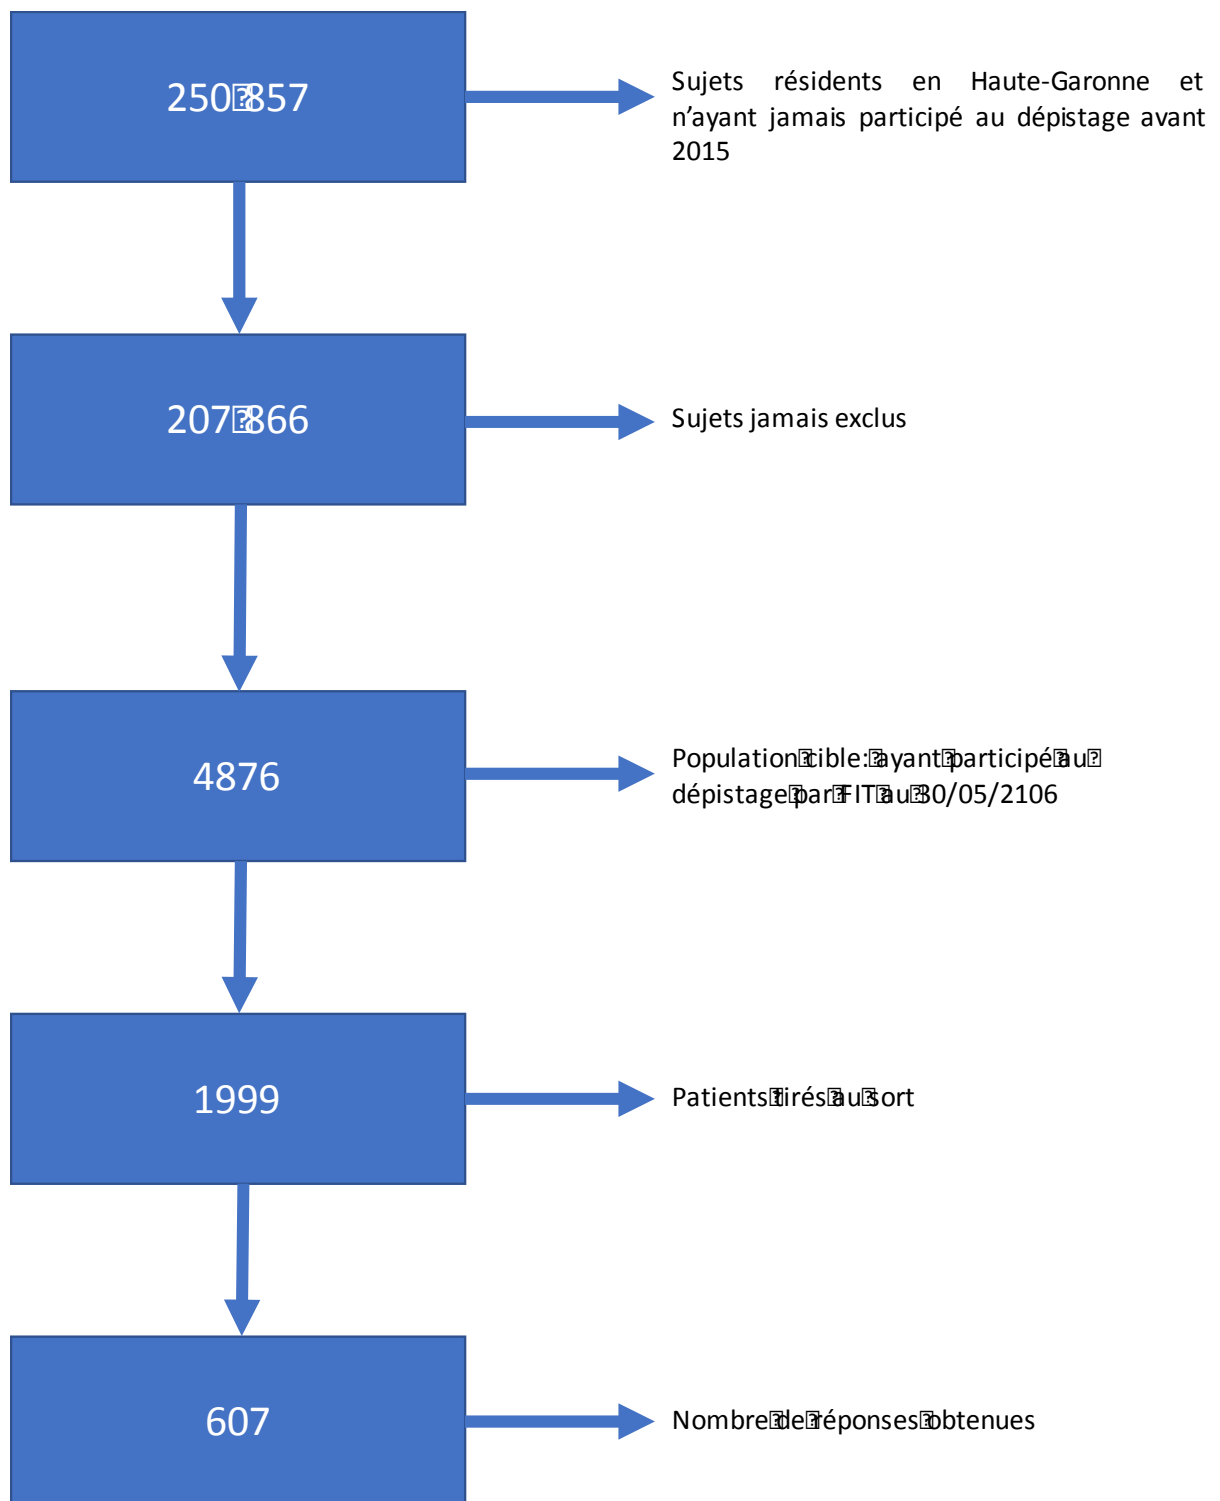 250 857
Sujets résidents en Haute-Garonne et
n’ayant jamais participé au dépistage avant
2015
207 866
Sujets jamais exclus
4876
Population cible: ayant participé au
dépistage par FIT au 30/05/2106
1999
Patients tirés au sort
607
Nombre de réponses obtenues